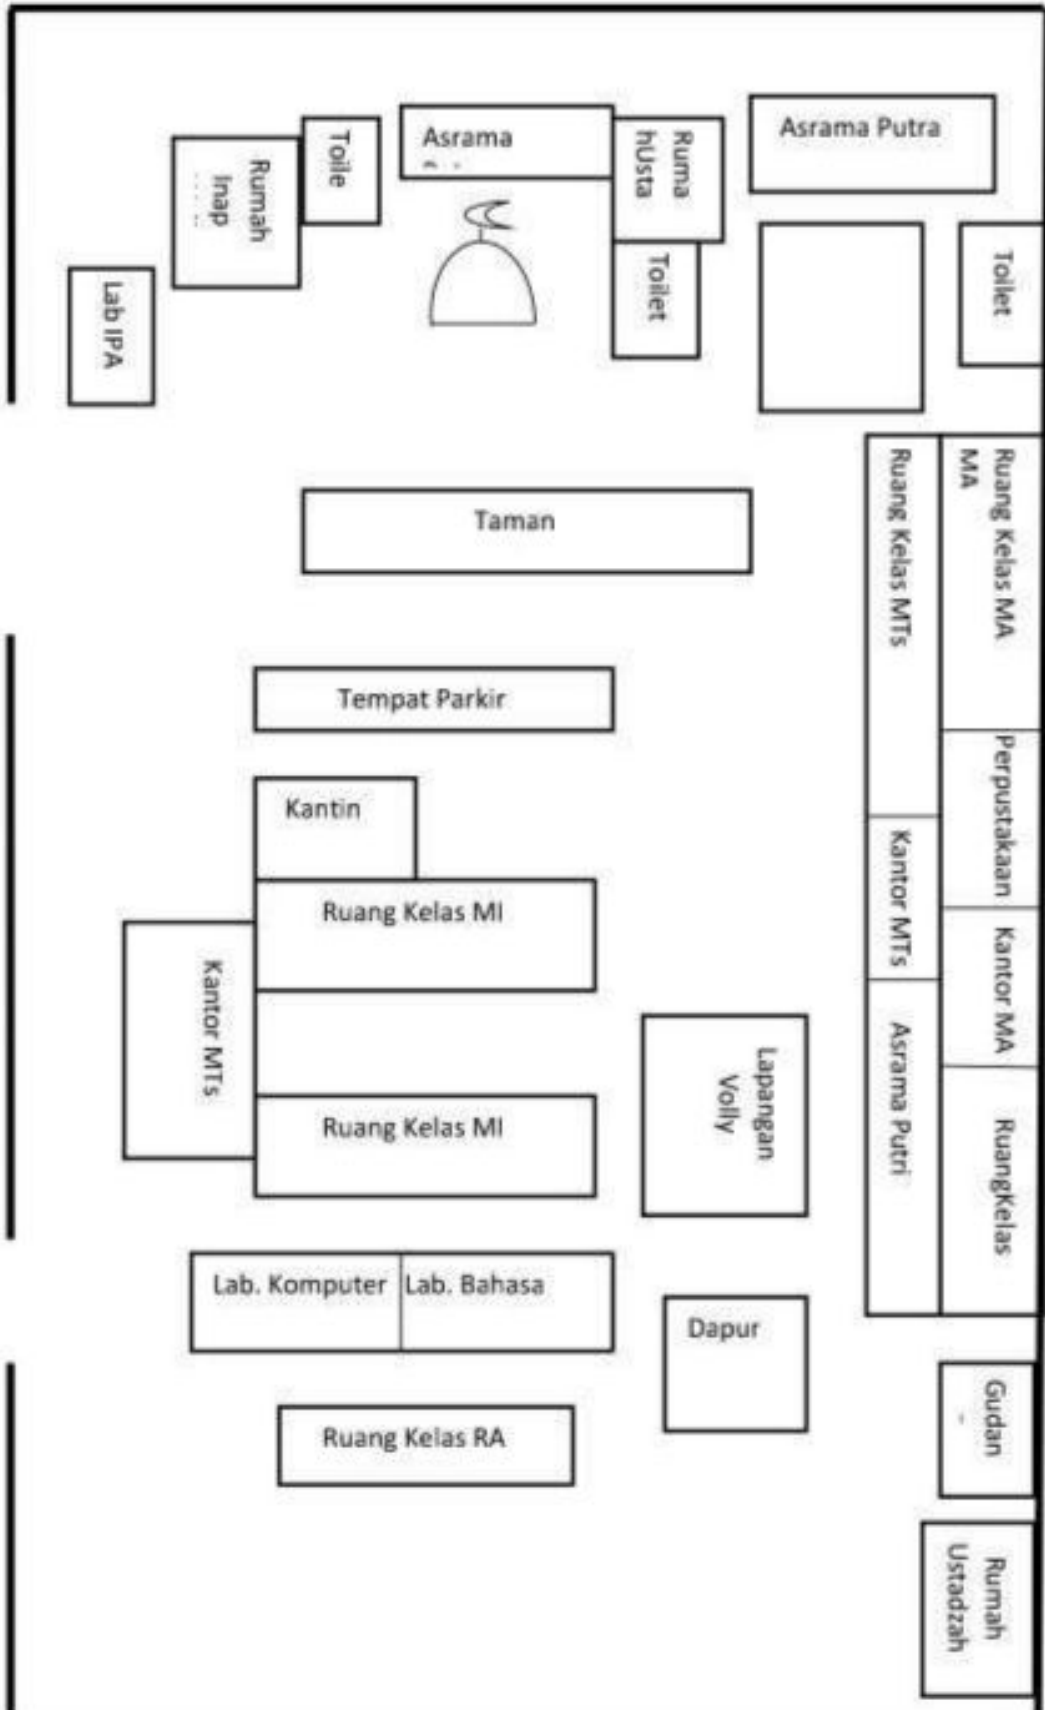 Asrama Putra
Asrama
Ruma
hUsta
Toile
Rumah
Inap
Toilet
Toilet
Lab IPA
Ruang Kelas MA
MA
Ruang Kelas MTs
Taman
Tempat Parkir
Perpustakaan
Kantin
Kantor MTs
Ruang Kelas MI
Kantor MA
Kantor MTs
Asrama Putri
Lapangan
Volly
Ruang Kelas MI
RuangKelas
Lab. Komputer
Lab. Bahasa
Dapur
Gudan
Ruang Kelas RA
Rumah
Ustadzah